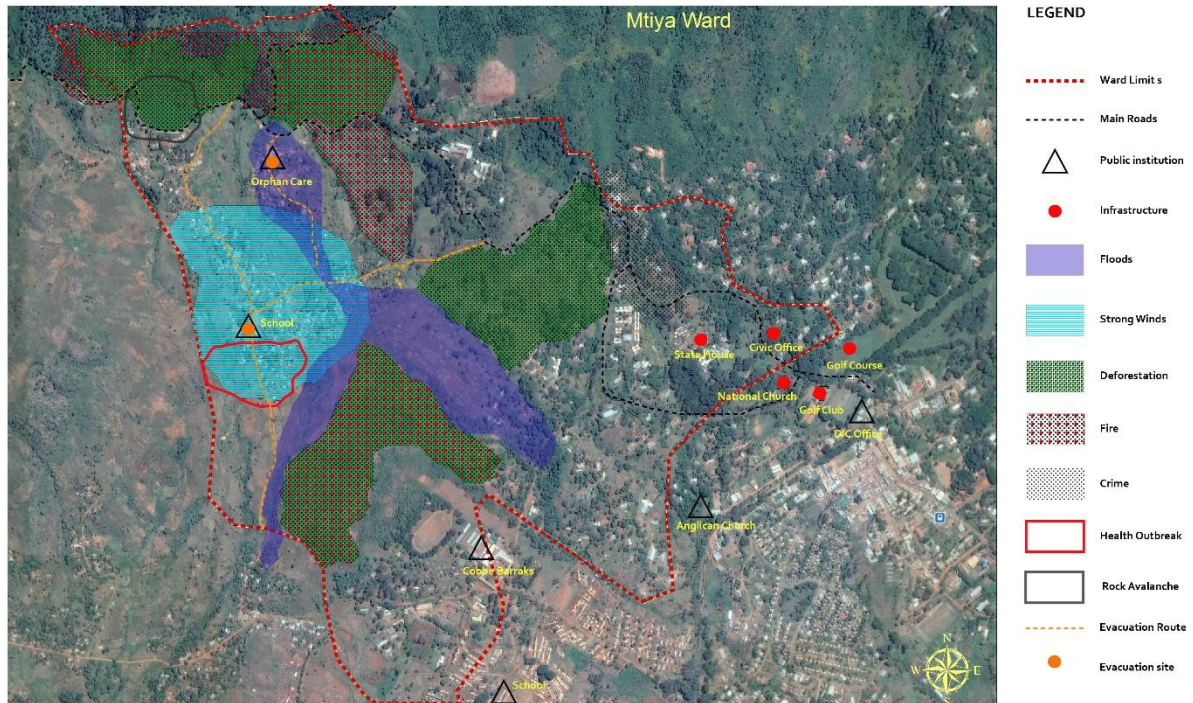 Mtiya Ward
Orphan Care
School
State House
Civic Office
Golf Course
National Church
Golf Club
D/C Office
Anglican Church
Cobbe Barraks
School
N
W
E
S
LEGEND
Ward Limits
Main Roads
Public institution
Infrastructure
Floods
Strong Winds
Deforestation
Fire
Crime
Health Outbreak
Rock Avalanche
Evacuation Route
Evacuation site